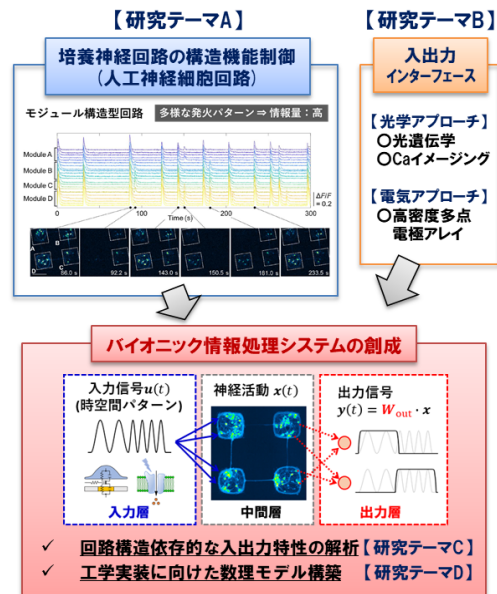 【研究テーマA】
培養神経回路の構造機能制御
(人工神経細胞回路)
モジュール構造型回路
多様な発火パターン ⇒ 情報量：高
Module A
Module B
Module C
Module D
ΔF/F
= 0.2
0
100
200
300
Time (s)
A
B
C
D
86.0 s
92.2 s
143.0 s
150.5 s
181.0 s
233.5 s
【研究テーマB】
入出力
インターフェース
【光学アプローチ】
〇光遺伝学
〇Caイメージング
【電気アプローチ】
〇高密度多点
電極アレイ
バイオニック情報処理システムの創成
入力信号u(t)
(時空間パターン)
入力層
神経活動 x(t)
中間層
出力信号
y(t) = Wout · x
出力層
✓ 回路構造依存的な入出力特性の解析【研究テーマC】
✓ 工学実装に向けた数理モデル構築 【研究テーマD】